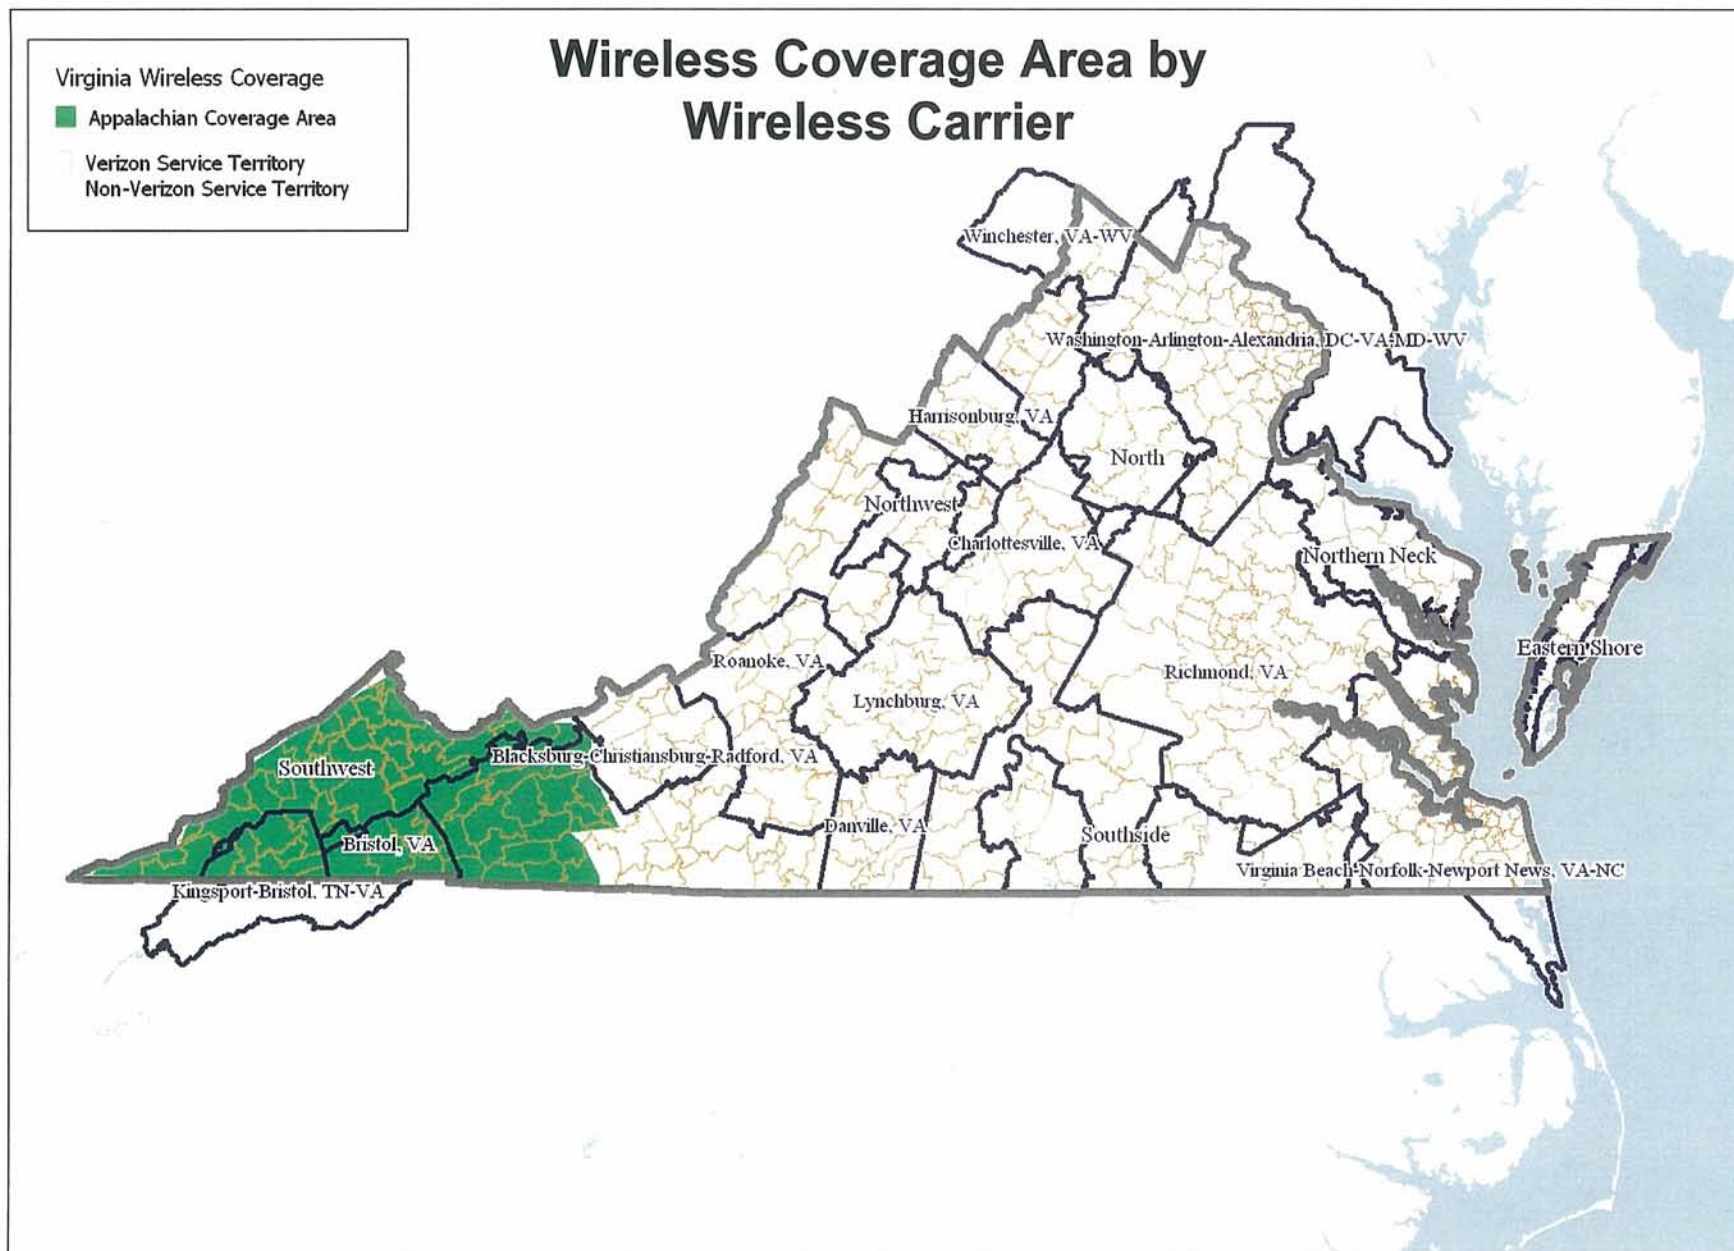 Wireless Coverage Area by
Wireless Carrier
Virginia Wireless Coverage
Appalachian Coverage Area
Verizon Service Territory
Non-Verizon Service Territory
Winchester, VA-WV
Washington-Arlington-Alexandria, DC-VA-MD-WV
Harrisonburg, VA
North
Northwest
Charlottesville, VA
Northern Neck
Eastern Shore
Roanoke, VA
Richmond, VA
Lynchburg, VA
Blacksburg-Christiansburg-Radford, VA
Southwest
Danville, VA
Southside
Bristol, VA
Virginia Beach-Norfolk-Newport News, VA-NC
Kingsport-Bristol, TN-VA